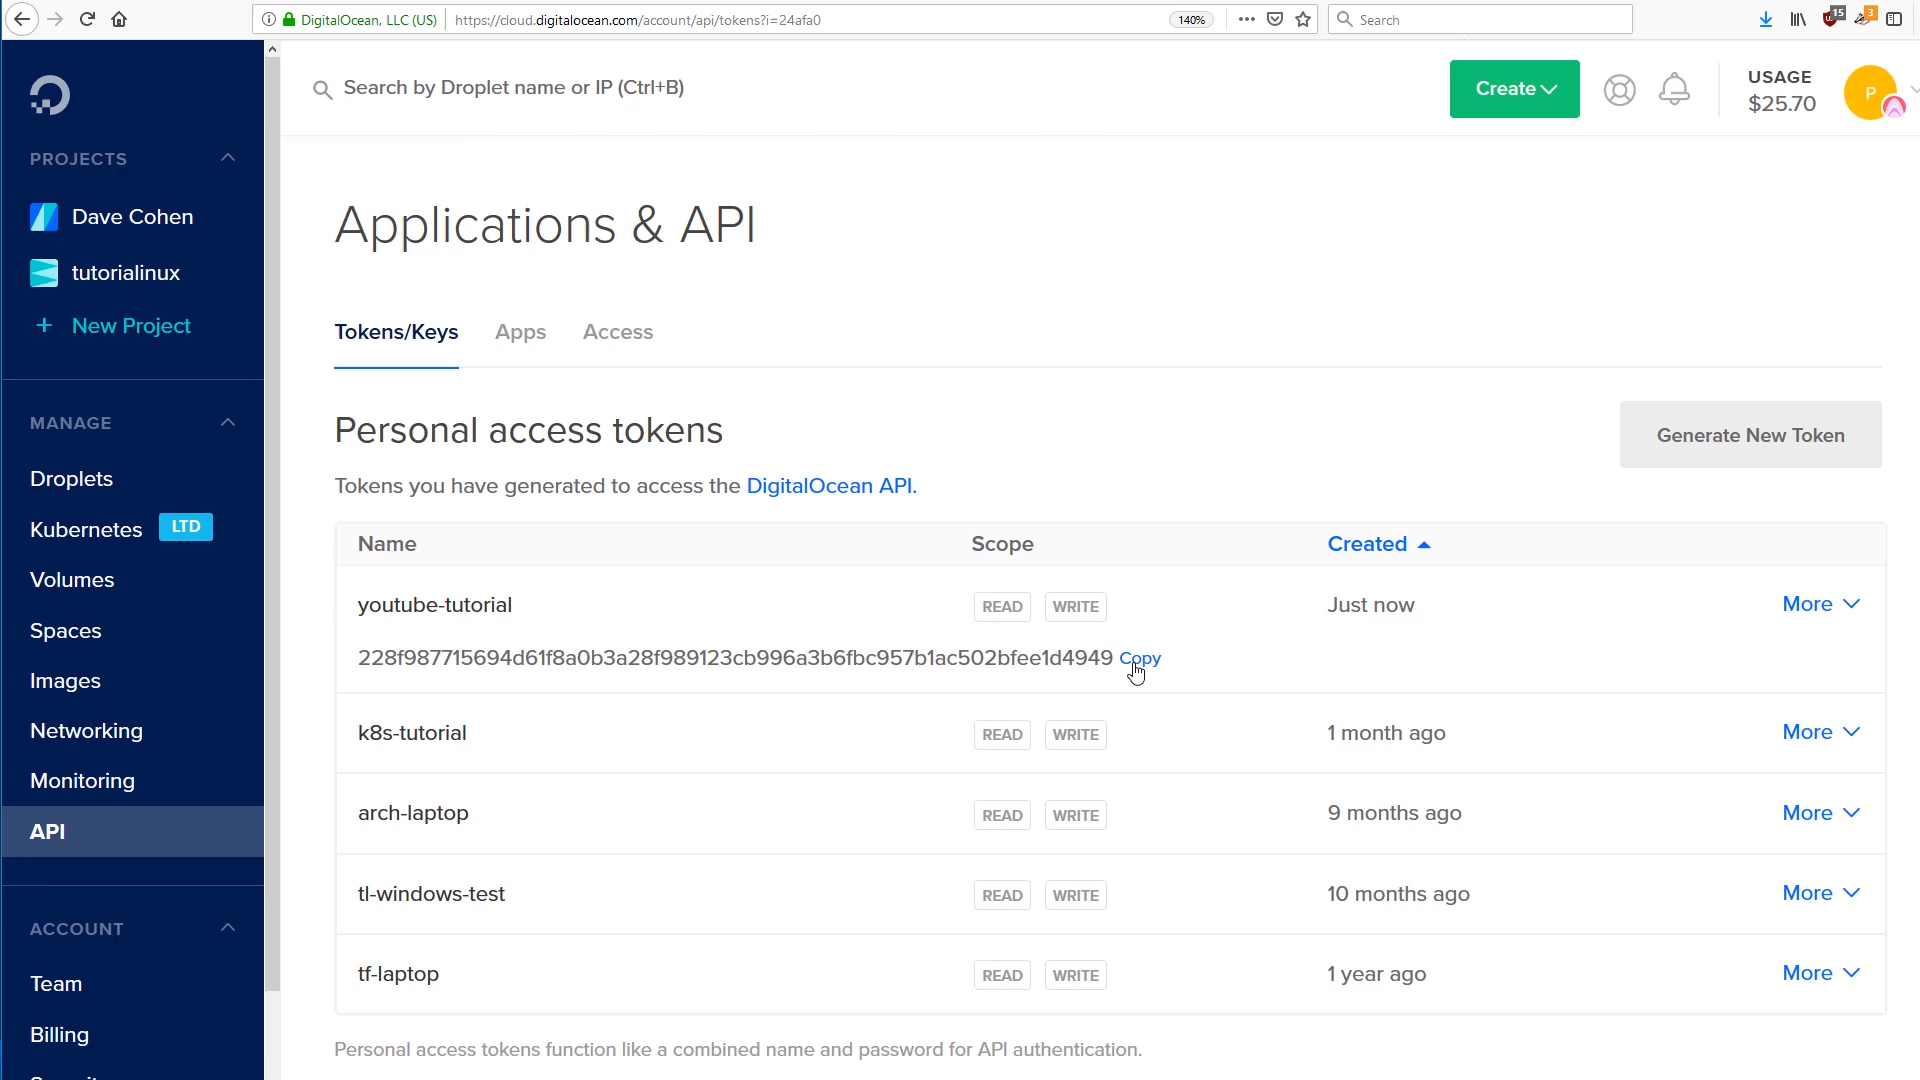 DigitalOcean, LLC (US)
https://cloud.digitalocean.com/account/api/tokens?i=24afa0
140%
Search
15
3
Search by Droplet name or IP (Ctrl+B)
Create
USAGE
$25.70
P
PROJECTS
Dave Cohen
tutorialinux
+ New Project
MANAGE
Droplets
Kubernetes LTD
Volumes
Spaces
Images
Networking
Monitoring
API
ACCOUNT
Team
Billing
Applications & API
Tokens/Keys Apps Access
Personal access tokens
Generate New Token
Tokens you have generated to access the DigitalOcean API.
Name Scope Created
youtube-tutorial READ WRITE Just now More
228f987715694d61f8a0b3a28f989123cb996a3b6fbc957b1ac502bfee1d4949 Copy
k8s-tutorial READ WRITE 1 month ago More
arch-laptop READ WRITE 9 months ago More
tl-windows-test READ WRITE 10 months ago More
tf-laptop READ WRITE 1 year ago More
Personal access tokens function like a combined name and password for API authentication.